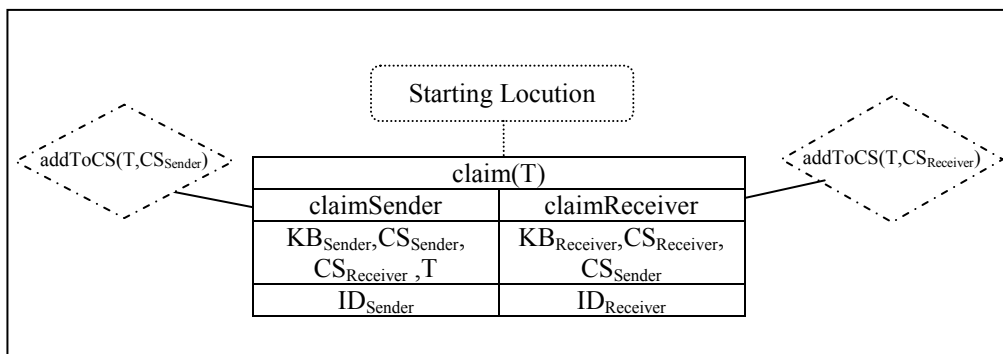 Starting Locution
addToCS(T,CSSender)
addToCS(T,CSReceiver)
claim(T)
claimSender
claimReceiver
KBSender,CSSender,
CSReceiver ,T
KBReceiver,CSReceiver,
CSSender
IDSender
IDReceiver